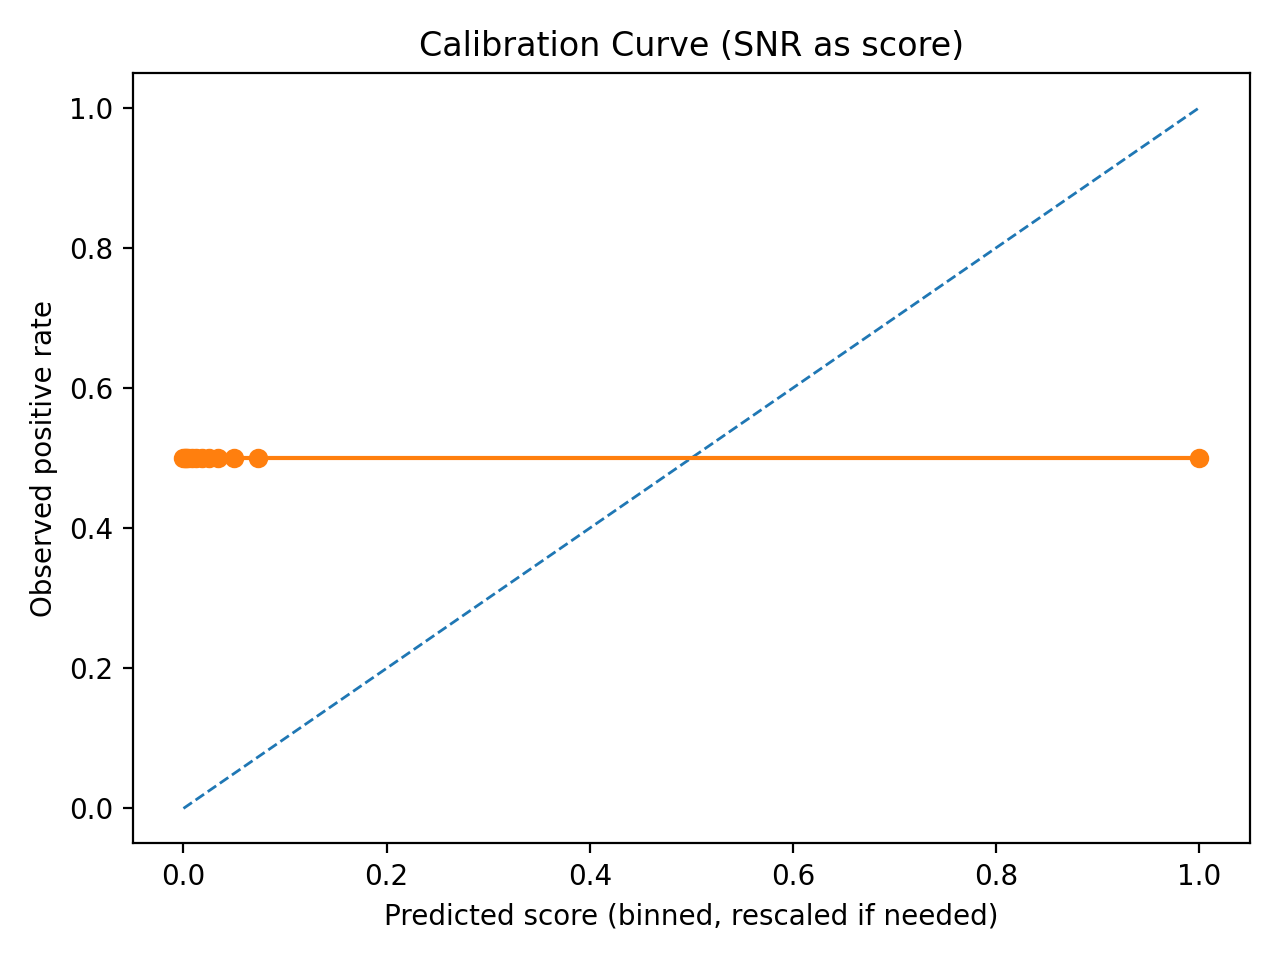 Calibration Curve (SNR as score)
1.0
0.8
0.6
0.4
0.2
0.0
Observed positive rate
0.0 0.2 0.4 0.6 0.8 1.0
Predicted score (binned, rescaled if needed)